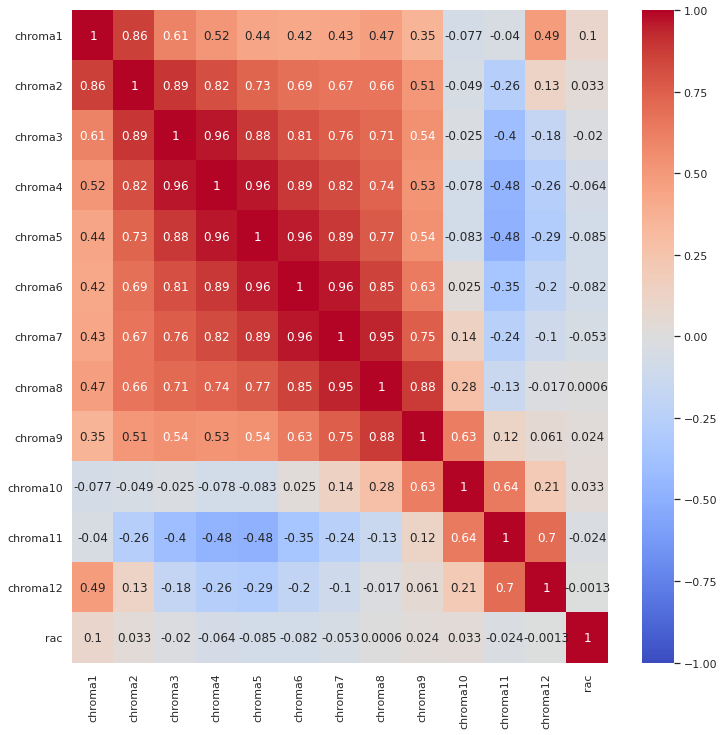 chroma1 1 0.86 0.61 0.52 0.44 0.42 0.43 0.47 0.35 -0.077 -0.04 0.49 0.1
chroma2 0.86 1 0.89 0.82 0.73 0.69 0.67 0.66 0.51 -0.049 -0.26 0.13 0.033
chroma3 0.61 0.89 1 0.96 0.88 0.81 0.76 0.71 0.54 -0.025 -0.4 -0.18 -0.02
chroma4 0.52 0.82 0.96 1 0.96 0.89 0.82 0.74 0.53 -0.078 -0.48 -0.26 -0.064
chroma5 0.44 0.73 0.88 0.96 1 0.96 0.89 0.77 0.54 -0.083 -0.48 -0.29 -0.085
chroma6 0.42 0.69 0.81 0.89 0.96 1 0.96 0.85 0.63 0.025 -0.35 -0.2 -0.082
chroma7 0.43 0.67 0.76 0.82 0.89 0.96 1 0.95 0.75 0.14 -0.24 -0.1 -0.053
chroma8 0.47 0.66 0.71 0.74 0.77 0.85 0.95 1 0.88 0.28 -0.13 -0.017 0.0006
chroma9 0.35 0.51 0.54 0.53 0.54 0.63 0.75 0.88 1 0.63 0.12 0.061 0.024
chroma10 -0.077 -0.049 -0.025 -0.078 -0.083 0.025 0.14 0.28 0.63 1 0.64 0.21 0.033
chroma11 -0.04 -0.26 -0.4 -0.48 -0.48 -0.35 -0.24 -0.13 0.12 0.64 1 0.7 -0.024
chroma12 0.49 0.13 -0.18 -0.26 -0.29 -0.2 -0.1 -0.017 0.061 0.21 0.7 1 -0.0013
rac 0.1 0.033 -0.02 -0.064 -0.085 -0.082 -0.053 0.0006 0.024 0.033 -0.024 -0.0013 1
chroma1 chroma2 chroma3 chroma4 chroma5 chroma6 chroma7 chroma8 chroma9 chroma10 chroma11 chroma12 rac
1.00
0.75
0.50
0.25
0.00
-0.25
-0.50
-0.75
-1.00